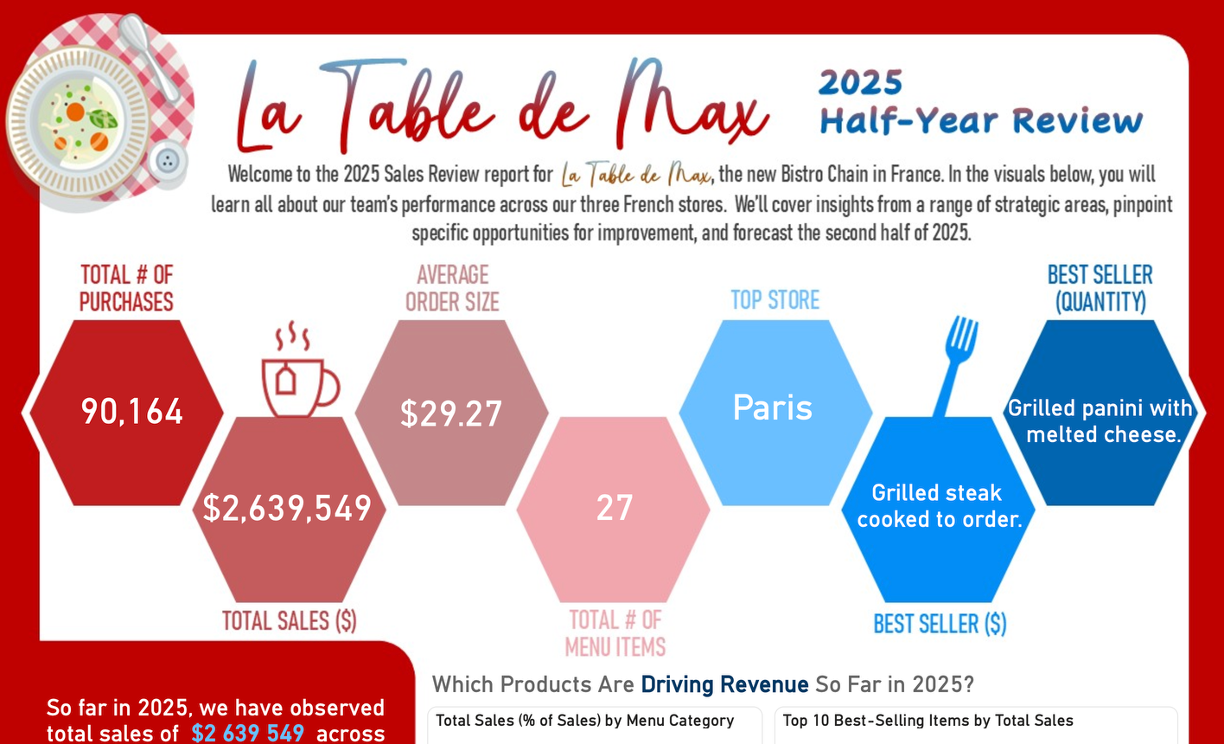 La Table de Max
2025
Half-Year Review
Welcome to the 2025 Sales Review report for La Table de Max, the new Bistro Chain in France. In the visuals below, you will
learn all about our team's performance across our three French stores. We'll cover insights from a range of strategic areas, pinpoint
specific opportunities for improvement, and forecast the second half of 2025.
TOTAL # OF
PURCHASES
90,164
$2,639,549
TOTAL SALES ($)
AVERAGE
ORDER SIZE
$29.27
27
TOTAL # OF
MENU ITEMS
TOP STORE
Paris
Grilled steak
cooked to order.
BEST SELLER ($)
BEST SELLER
(QUANTITY)
Grilled panini with
melted cheese.
So far in 2025, we have observed
total sales of $2 639 549 across
Which Products Are Driving Revenue So Far in 2025?
Total Sales (% of Sales) by Menu Category
Top 10 Best-Selling Items by Total Sales